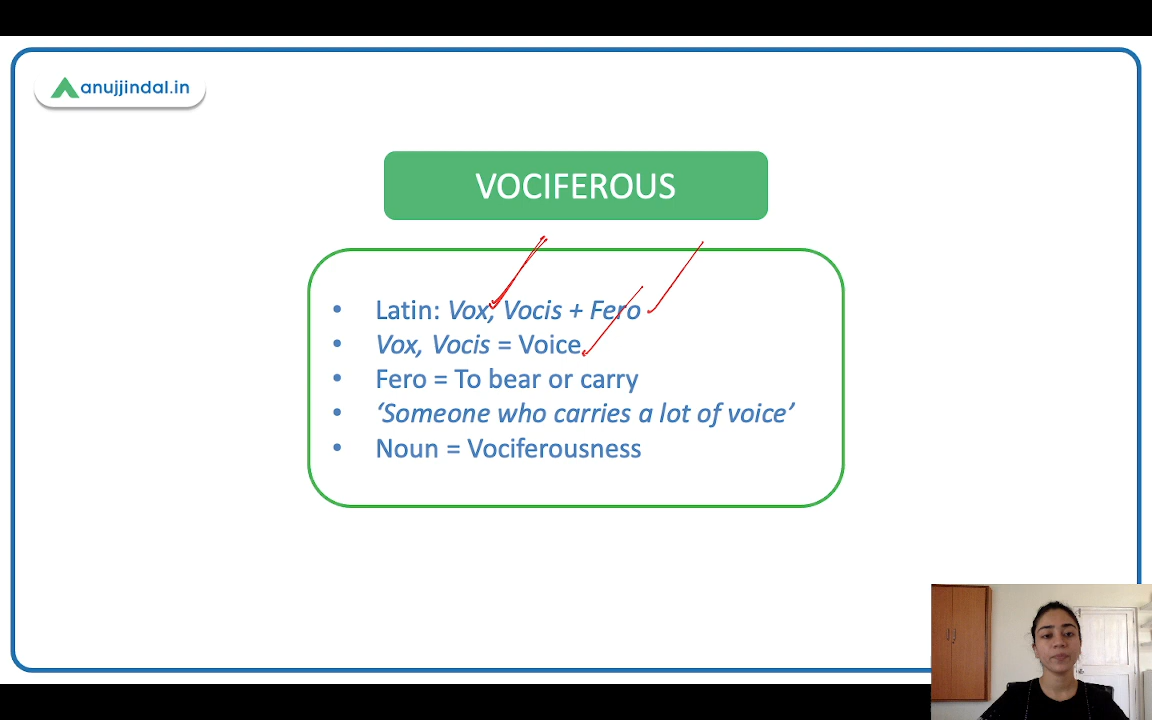 anujjindal.in
VOCIFEROUS
• Latin: Vox, Vocis + Fero
• Vox, Vocis = Voice
• Fero = To bear or carry
• ‘Someone who carries a lot of voice’
• Noun = Vociferousness